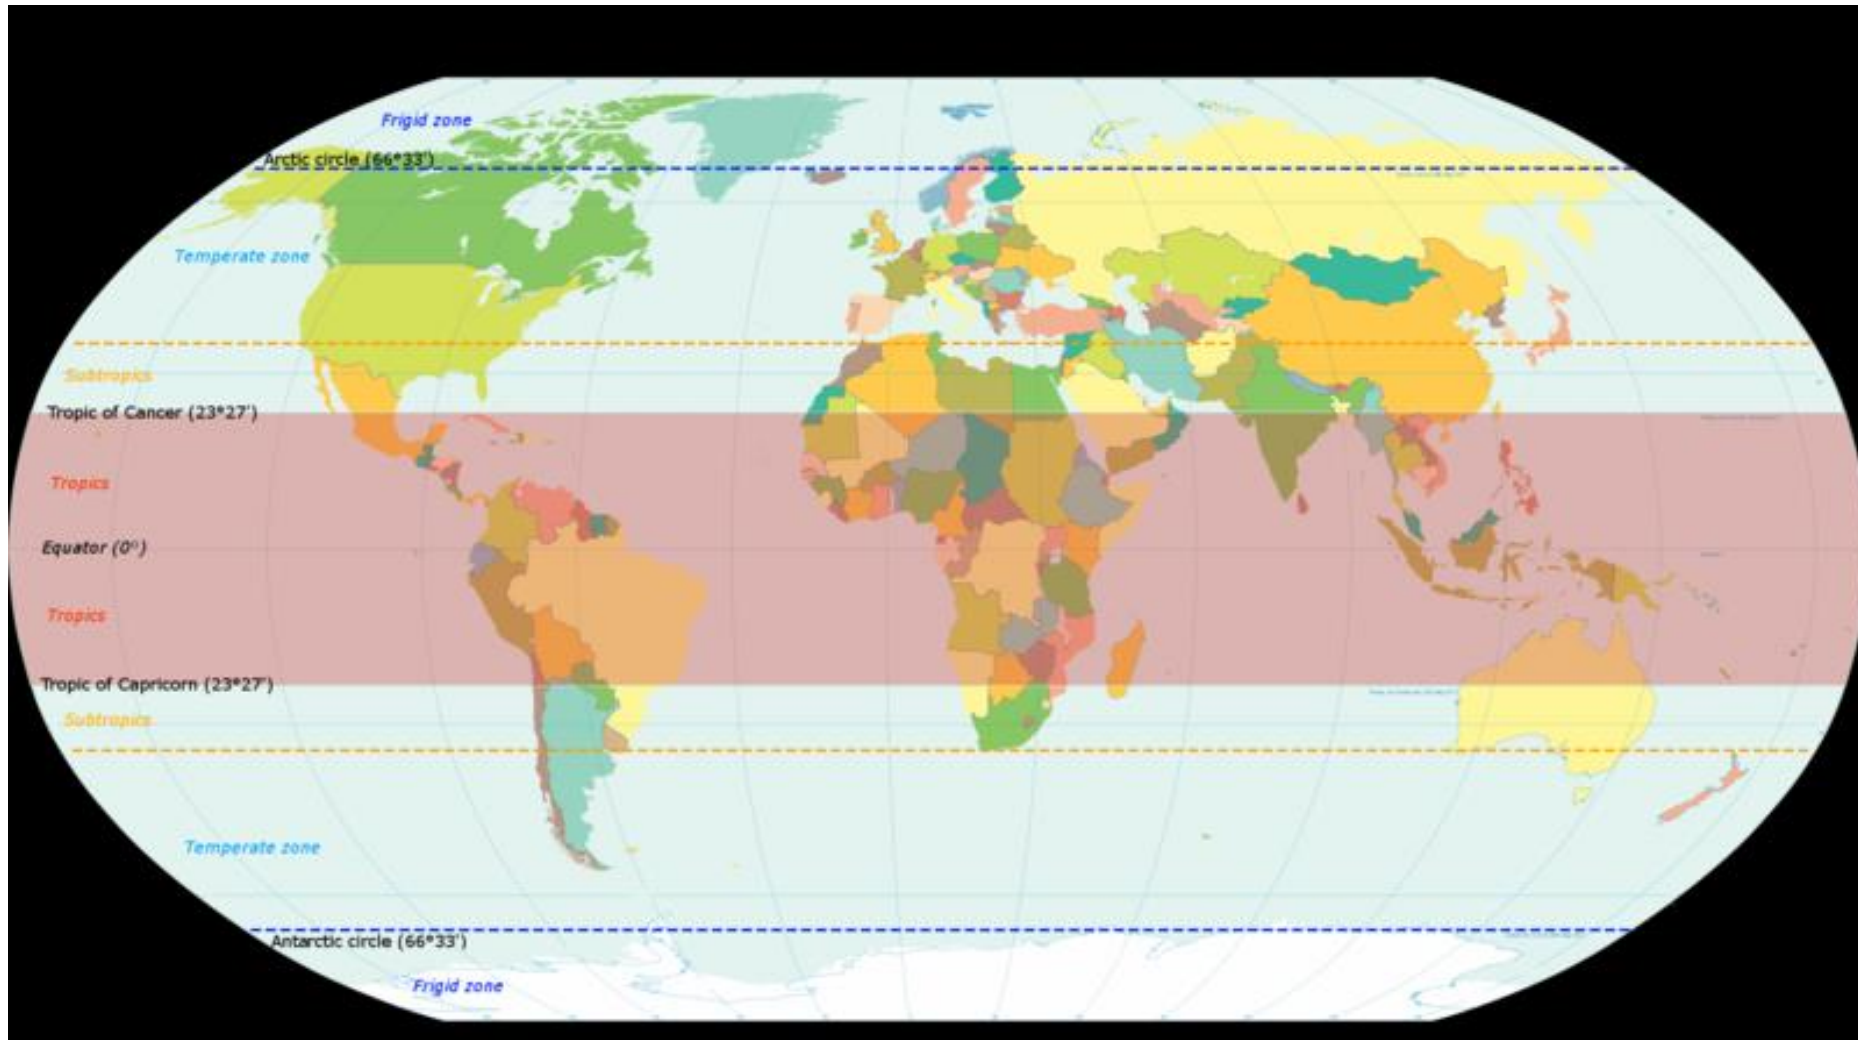 Frigid zone
Arctic circle (66°33')
Temperate zone
Subtropics
Tropic of Cancer (23°27')
Tropics
Equator (0°)
Tropics
Tropic of Capricorn (23°27')
Subtropics
Temperate zone
Antarctic circle (66°33')
Frigid zone